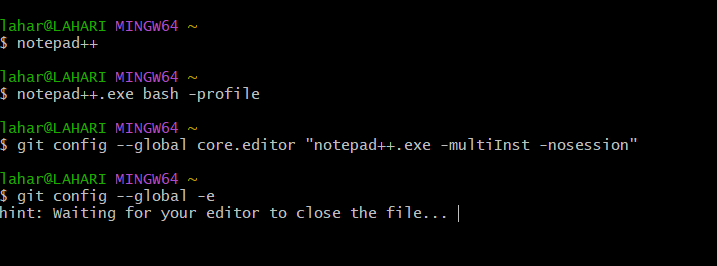 lahar@LAHARI MINGW64 ~
$ notepad++
lahar@LAHARI MINGW64 ~
$ notepad++.exe bash -profile
lahar@LAHARI MINGW64 ~
$ git config --global core.editor "notepad++.exe -multiInst -nosession"
lahar@LAHARI MINGW64 ~
$ git config --global -e
hint: Waiting for your editor to close the file...